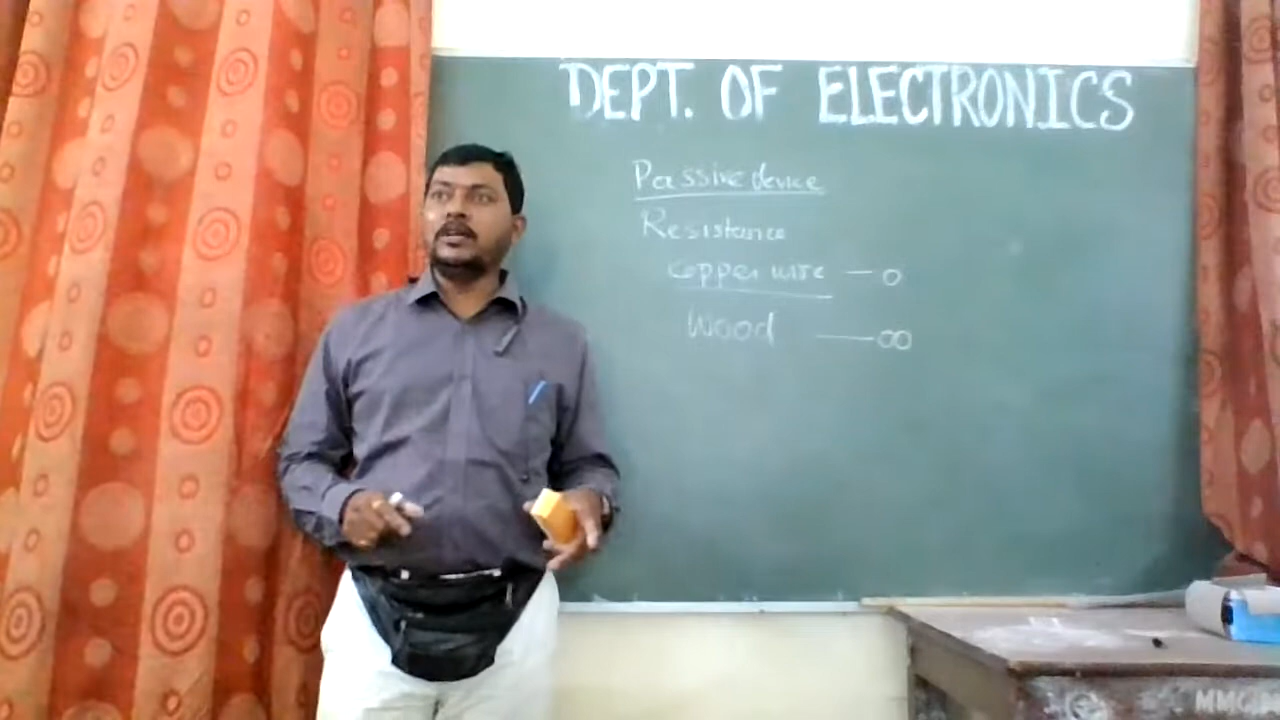 DEPT. OF ELECTRONICS
Passive device
Resistance
copper wire — 0
Wood — ∞